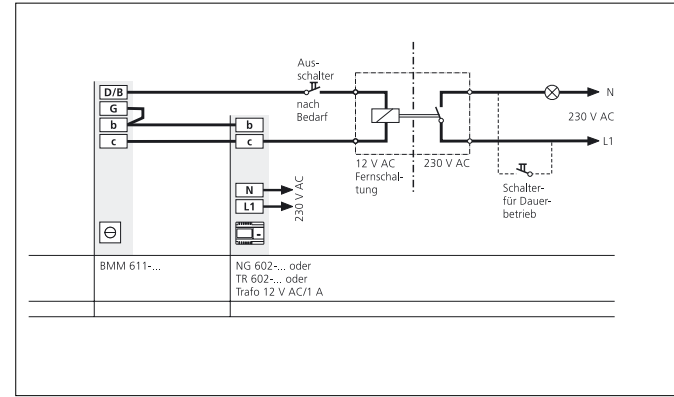 Aus-
schalter
nach
Bedarf
D/B
G
b
c
b
c
N
L1
230 V AC
12 V AC
Fernschal-
tung
230 V AC
N
230 V AC
L1
Schalter-
für Dauer-
betrieb
BMM 611-...
NG 602-... oder
TR 602-... oder
Trafo 12 V AC/1 A